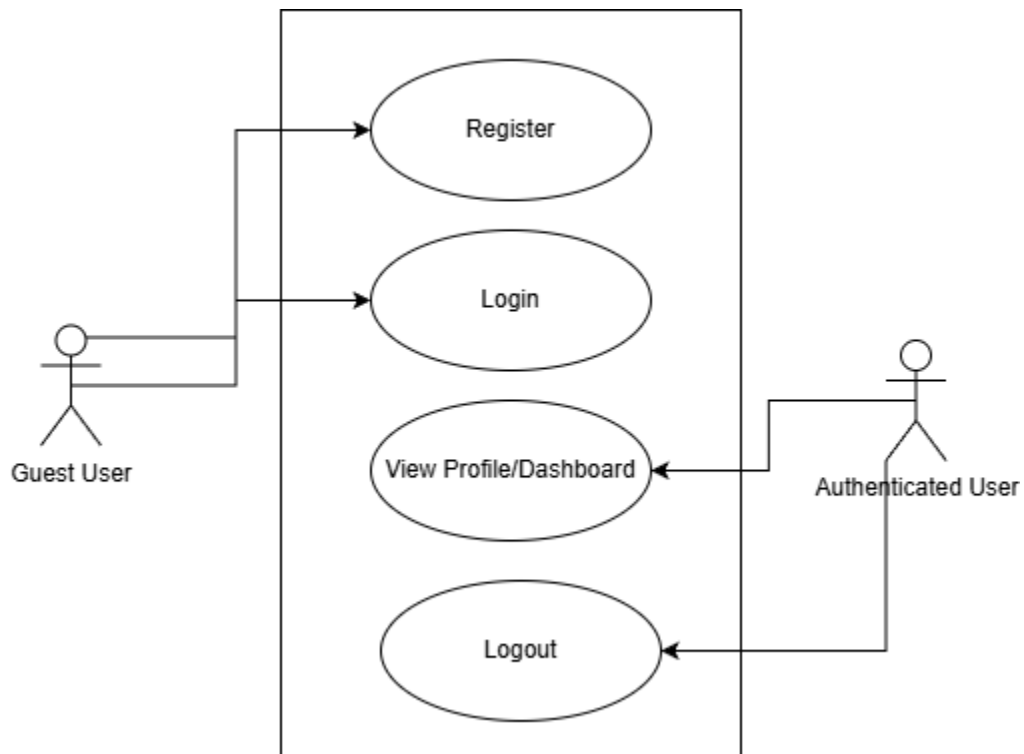 Register
Login
Guest User
View Profile/Dashboard
Authenticated User
Logout